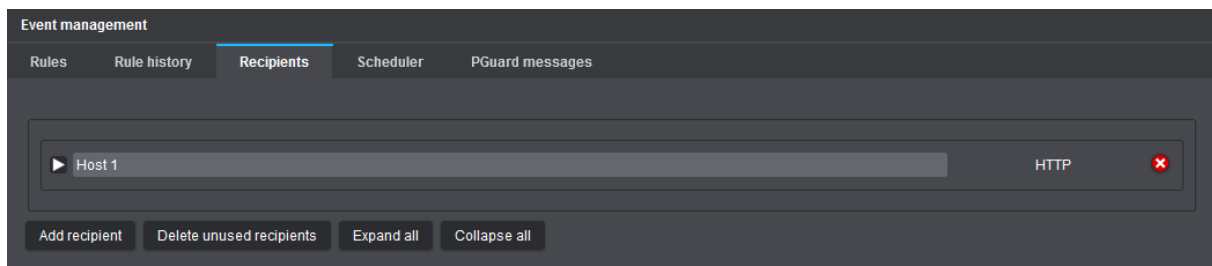 Event management
Rules Rule history Recipients Scheduler PGuard messages
Host 1 HTTP
Add recipient Delete unused recipients Expand all Collapse all